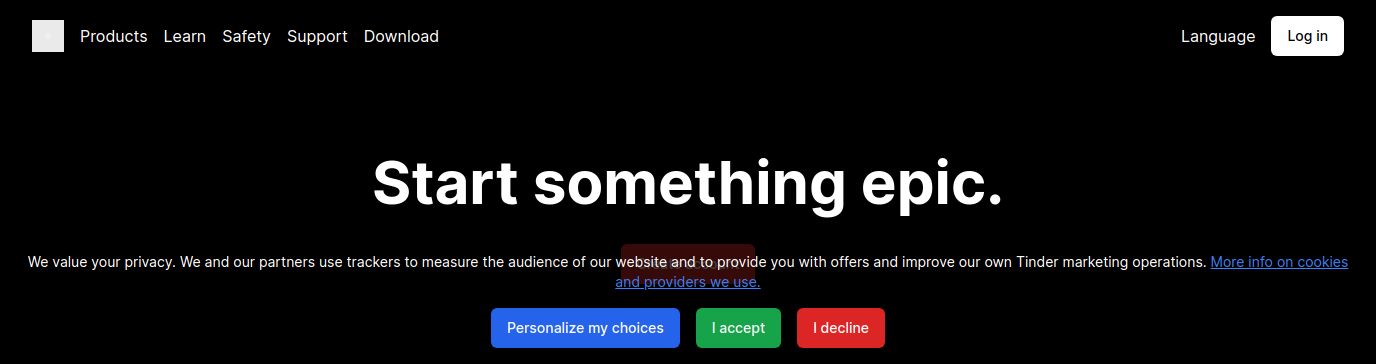 Products Learn Safety Support Download Language Log in
Start something epic.
We value your privacy. We and our partners use trackers to measure the audience of our website and to provide you with offers and improve our own Tinder marketing operations. More info on cookies
and providers we use.
Personalize my choices I accept I decline